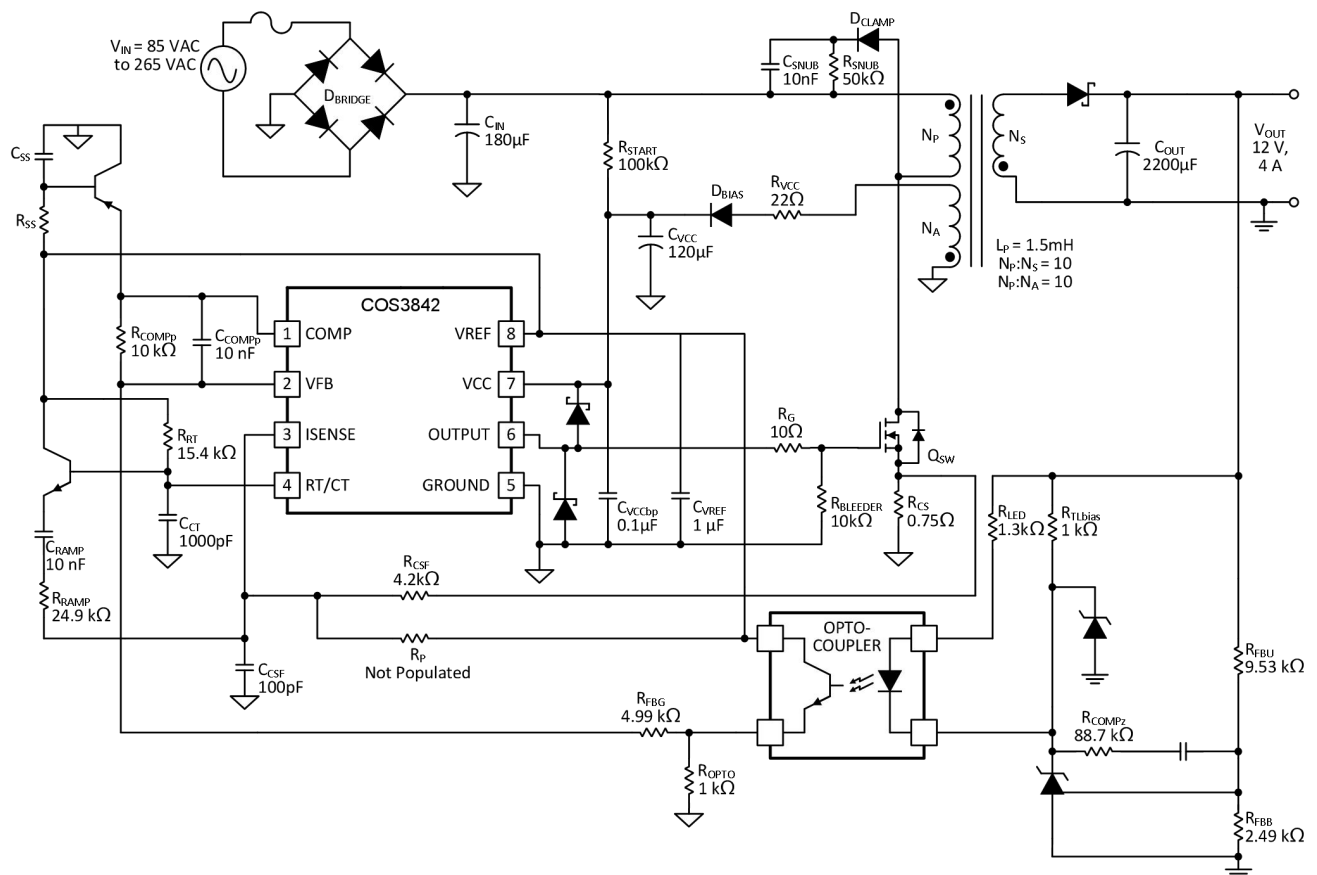 V_IN = 85 VAC
to 265 VAC
D_BRIDGE
C_IN
180µF
C_SNUB
10nF
R_SNUB
50kΩ
D_CLAMP
N_P
N_S
C_OUT
2200µF
V_OUT
12 V,
4 A
C_SS
R_SS
R_START
100kΩ
D_BIAS
R_VCC
22Ω
C_VCC
120µF
N_A
L_P = 1.5mH
N_P:N_S = 10
N_P:N_A = 10
COS3842
R_COMPp
10 kΩ
C_COMPp
10 nF
1 COMP
2 VFB
3 ISENSE
4 RT/CT
VREF 8
VCC 7
OUTPUT 6
GROUND 5
R_RT
15.4 kΩ
C_CT
1000pF
C_RAMP
10 nF
R_RAMP
24.9 kΩ
C_VCCbp
0.1µF
C_VREF
1 µF
R_G
10Ω
Q_SW
R_BLEEDER
10kΩ
R_CS
0.75Ω
R_LED
1.3kΩ
R_TLbias
1 kΩ
R_CSF
4.2kΩ
R_P
Not Populated
C_CSF
100pF
OPTO-
COUPLER
R_FBU
9.53 kΩ
R_FBG
4.99 kΩ
R_OPTO
1 kΩ
R_COMPz
88.7 kΩ
R_FBB
2.49 kΩ